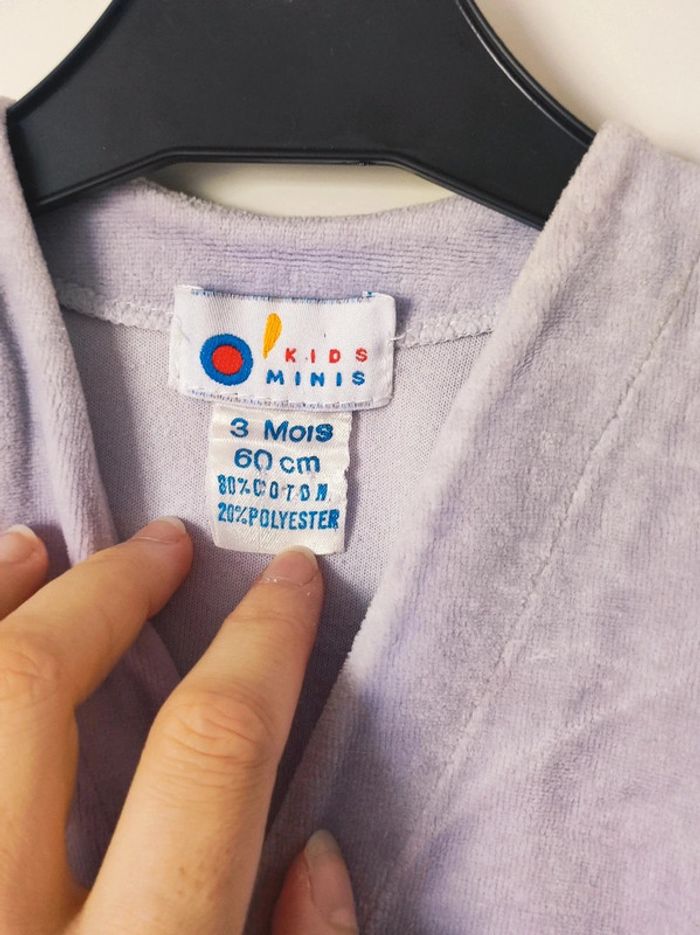 KIDS
MINIS
3 Mois
60 cm
80% COTON
20% POLYESTER